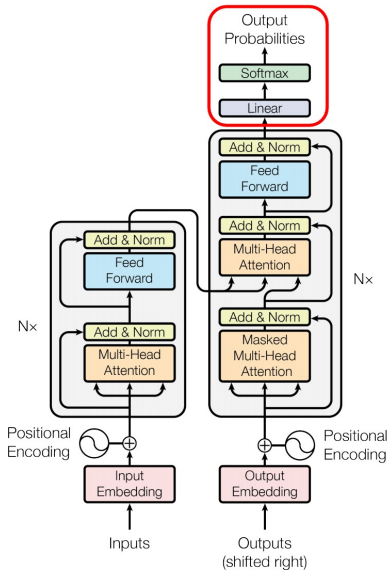 Output
Probabilities
Softmax
Linear
Add & Norm
Feed
Forward
Add & Norm
Multi-Head
Attention
Nx
Add & Norm
Masked
Multi-Head
Attention
Add & Norm
Feed
Forward
Nx
Add & Norm
Multi-Head
Attention
Positional
Encoding
Positional
Encoding
Input
Embedding
Output
Embedding
Inputs
Outputs
(shifted right)